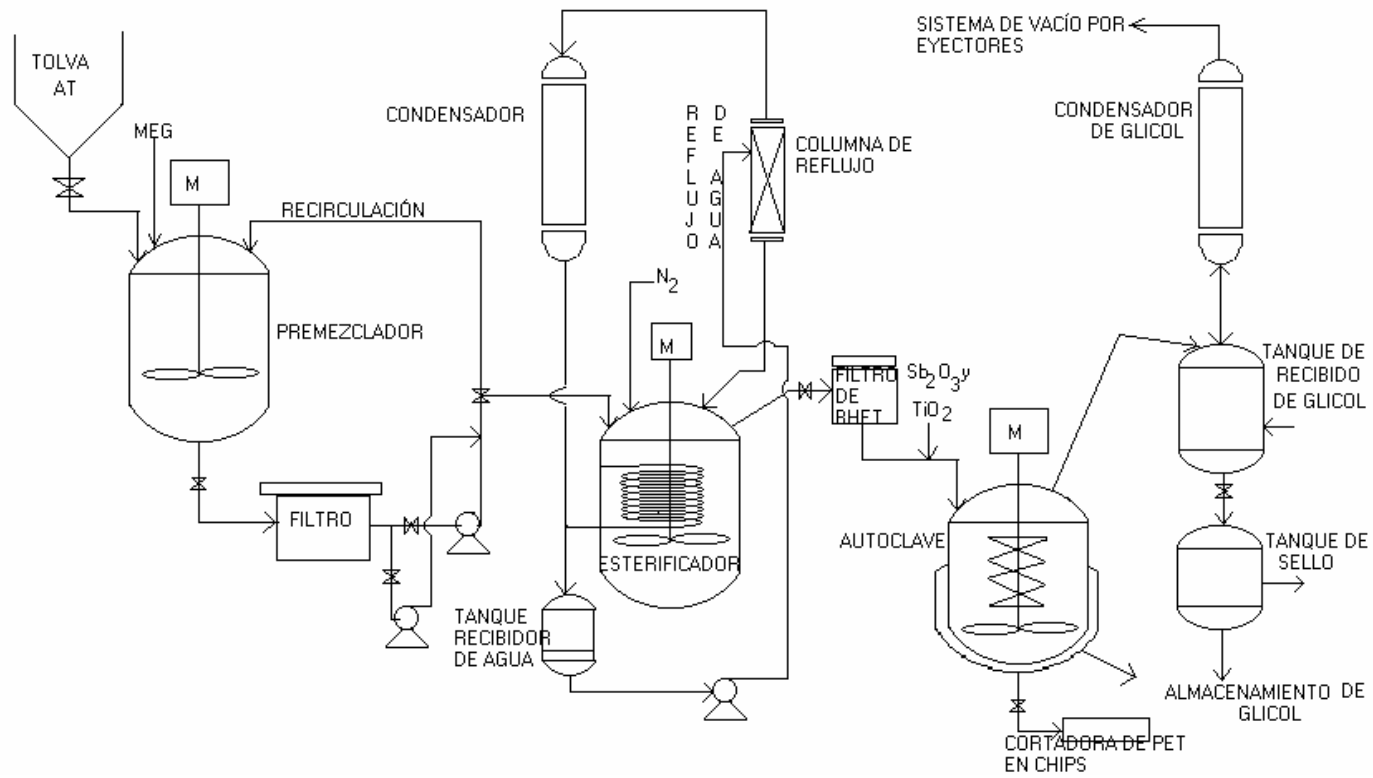 TOLVA
AT
MEG
M
RECIRCULACIÓN
PREMEZCLADOR
FILTRO
CONDENSADOR
REFLUJO
DE AGUA
COLUMNA DE
REFLUJO
N2
M
ESTERIFICADOR
TANQUE
RECIBIDOR
DE AGUA
FILTRO
DE
BHET
Sb2O3y
TiO2
M
AUTOCLAVE
CORTADORA DE PET
EN CHIPS
SISTEMA DE VACÍO POR
EYECTORES
CONDENSADOR
DE GLICOL
TANQUE DE
RECIBIDO
DE GLICOL
TANQUE DE
SELLO
ALMACENAMIENTO DE
GLICOL